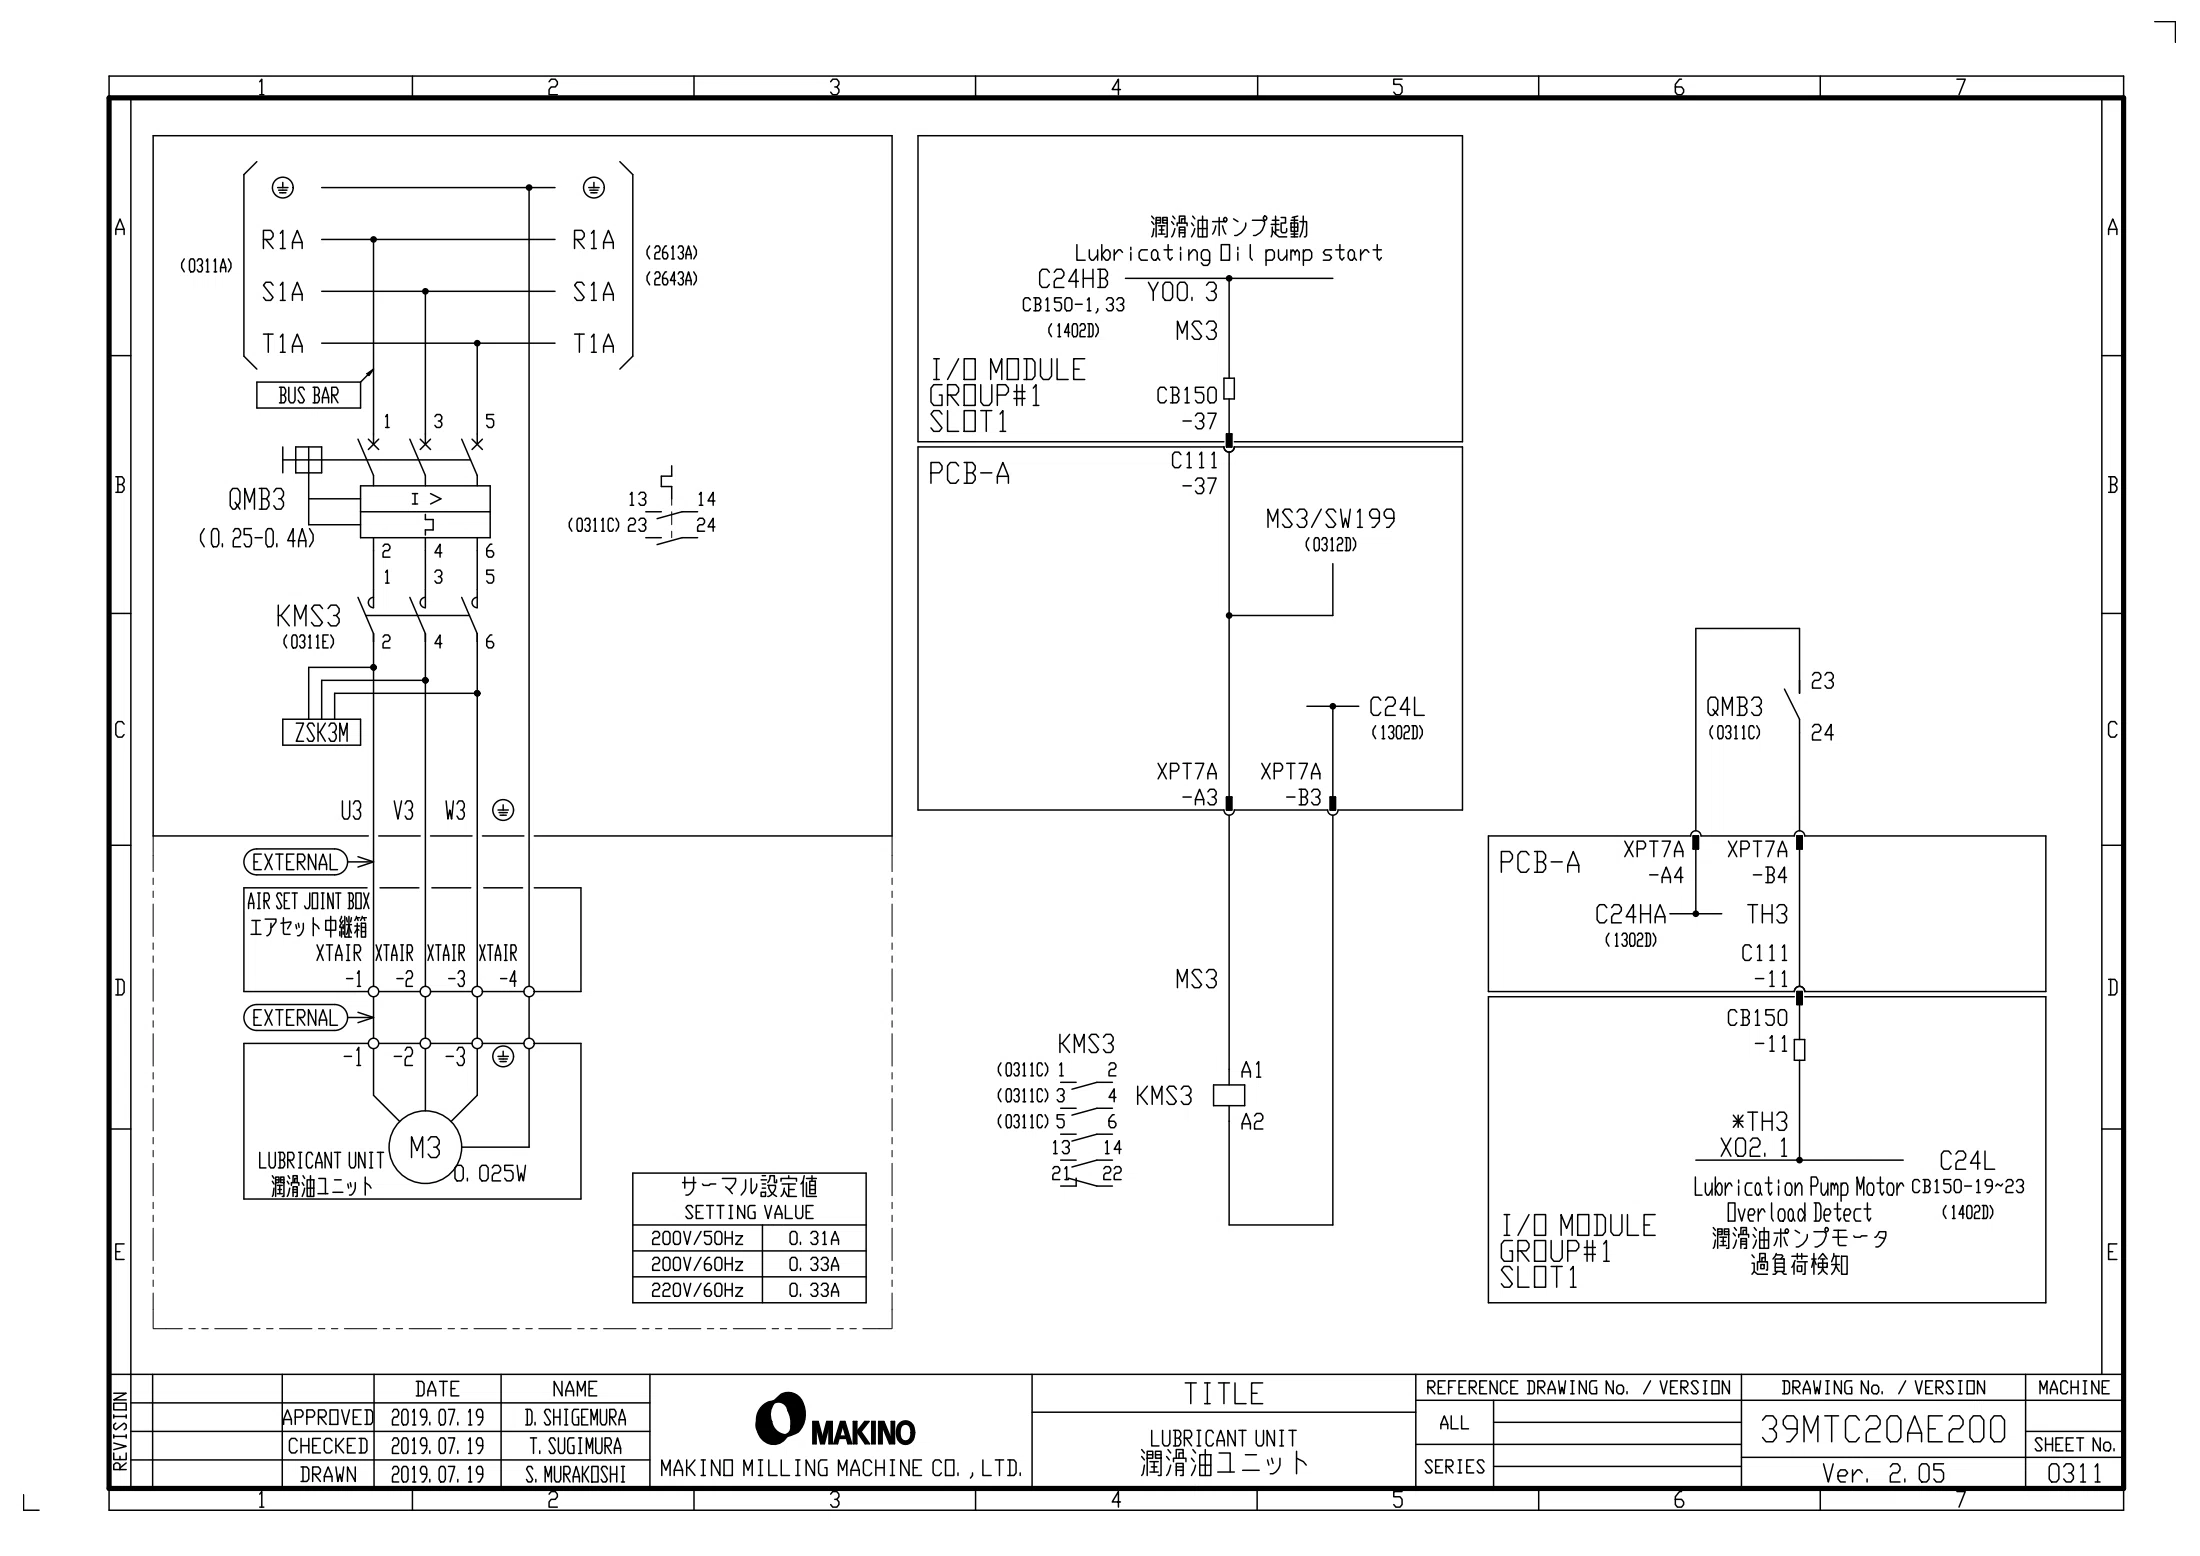 1 2 3 4 5 6 7
A
B
C
D
E
R1A R1A
(0311A)
S1A S1A
T1A T1A
(2613A)
(2643A)
BUS BAR
1 3 5
QMB3
(0.25-0.4A)
I >
2 4 6
13 14
(0311C) 23 24
1 3 5
KMS3
(0311E)
2 4 6
ZSK3M
U3 V3 W3
EXTERNAL
AIR SET JOINT BOX
エアセット中継箱
XTAIR XTAIR XTAIR XTAIR
-1 -2 -3 -4
EXTERNAL
-1 -2 -3
M3
0.025W
LUBRICANT UNIT
潤滑油ユニット
サーマル設定値
SETTING VALUE
200V/50Hz 0.31A
200V/60Hz 0.33A
220V/60Hz 0.33A
潤滑油ポンプ起動
Lubricating Oil pump start
C24HB
CB150-1,33
(1402D)
Y00.3
MS3
I/O MODULE
GROUP#1
SLOT1
CB150
-37
PCB-A
C111
-37
MS3/SW199
(0312D)
C24L
(1302D)
XPT7A XPT7A
-A3 -B3
MS3
KMS3
(0311C) 1 2
(0311C) 3 4
(0311C) 5 6
13 14
21 22
KMS3
A1
A2
QMB3
(0311C)
23
24
PCB-A
XPT7A XPT7A
-A4 -B4
C24HA
(1302D)
TH3
C111
-11
CB150
-11
*TH3
X02.1
C24L
CB150-19~23
(1402D)
Lubrication Pump Motor
Overload Detect
潤滑油ポンプモータ
過負荷検知
I/O MODULE
GROUP#1
SLOT1
A
B
C
D
E
REVISION
DATE NAME
APPROVED 2019.07.19 D. SHIGEMURA
CHECKED 2019.07.19 T. SUGIMURA
DRAWN 2019.07.19 S. MURAKOSHI
MAKINO
MAKINO MILLING MACHINE CO.,LTD.
TITLE
LUBRICANT UNIT
潤滑油ユニット
REFERENCE DRAWING No. / VERSION
ALL
SERIES
DRAWING No. / VERSION
39MTC20AE200
Ver. 2.05
MACHINE
SHEET No.
0311
1 2 3 4 5 6 7